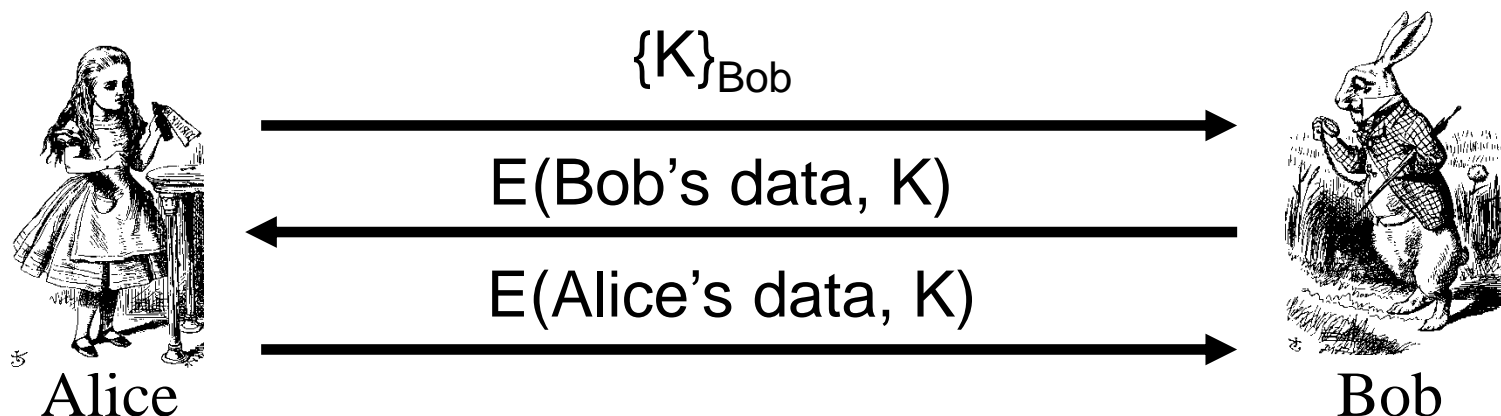 {K}Bob
E(Bob's data, K)
E(Alice's data, K)
Alice
Bob